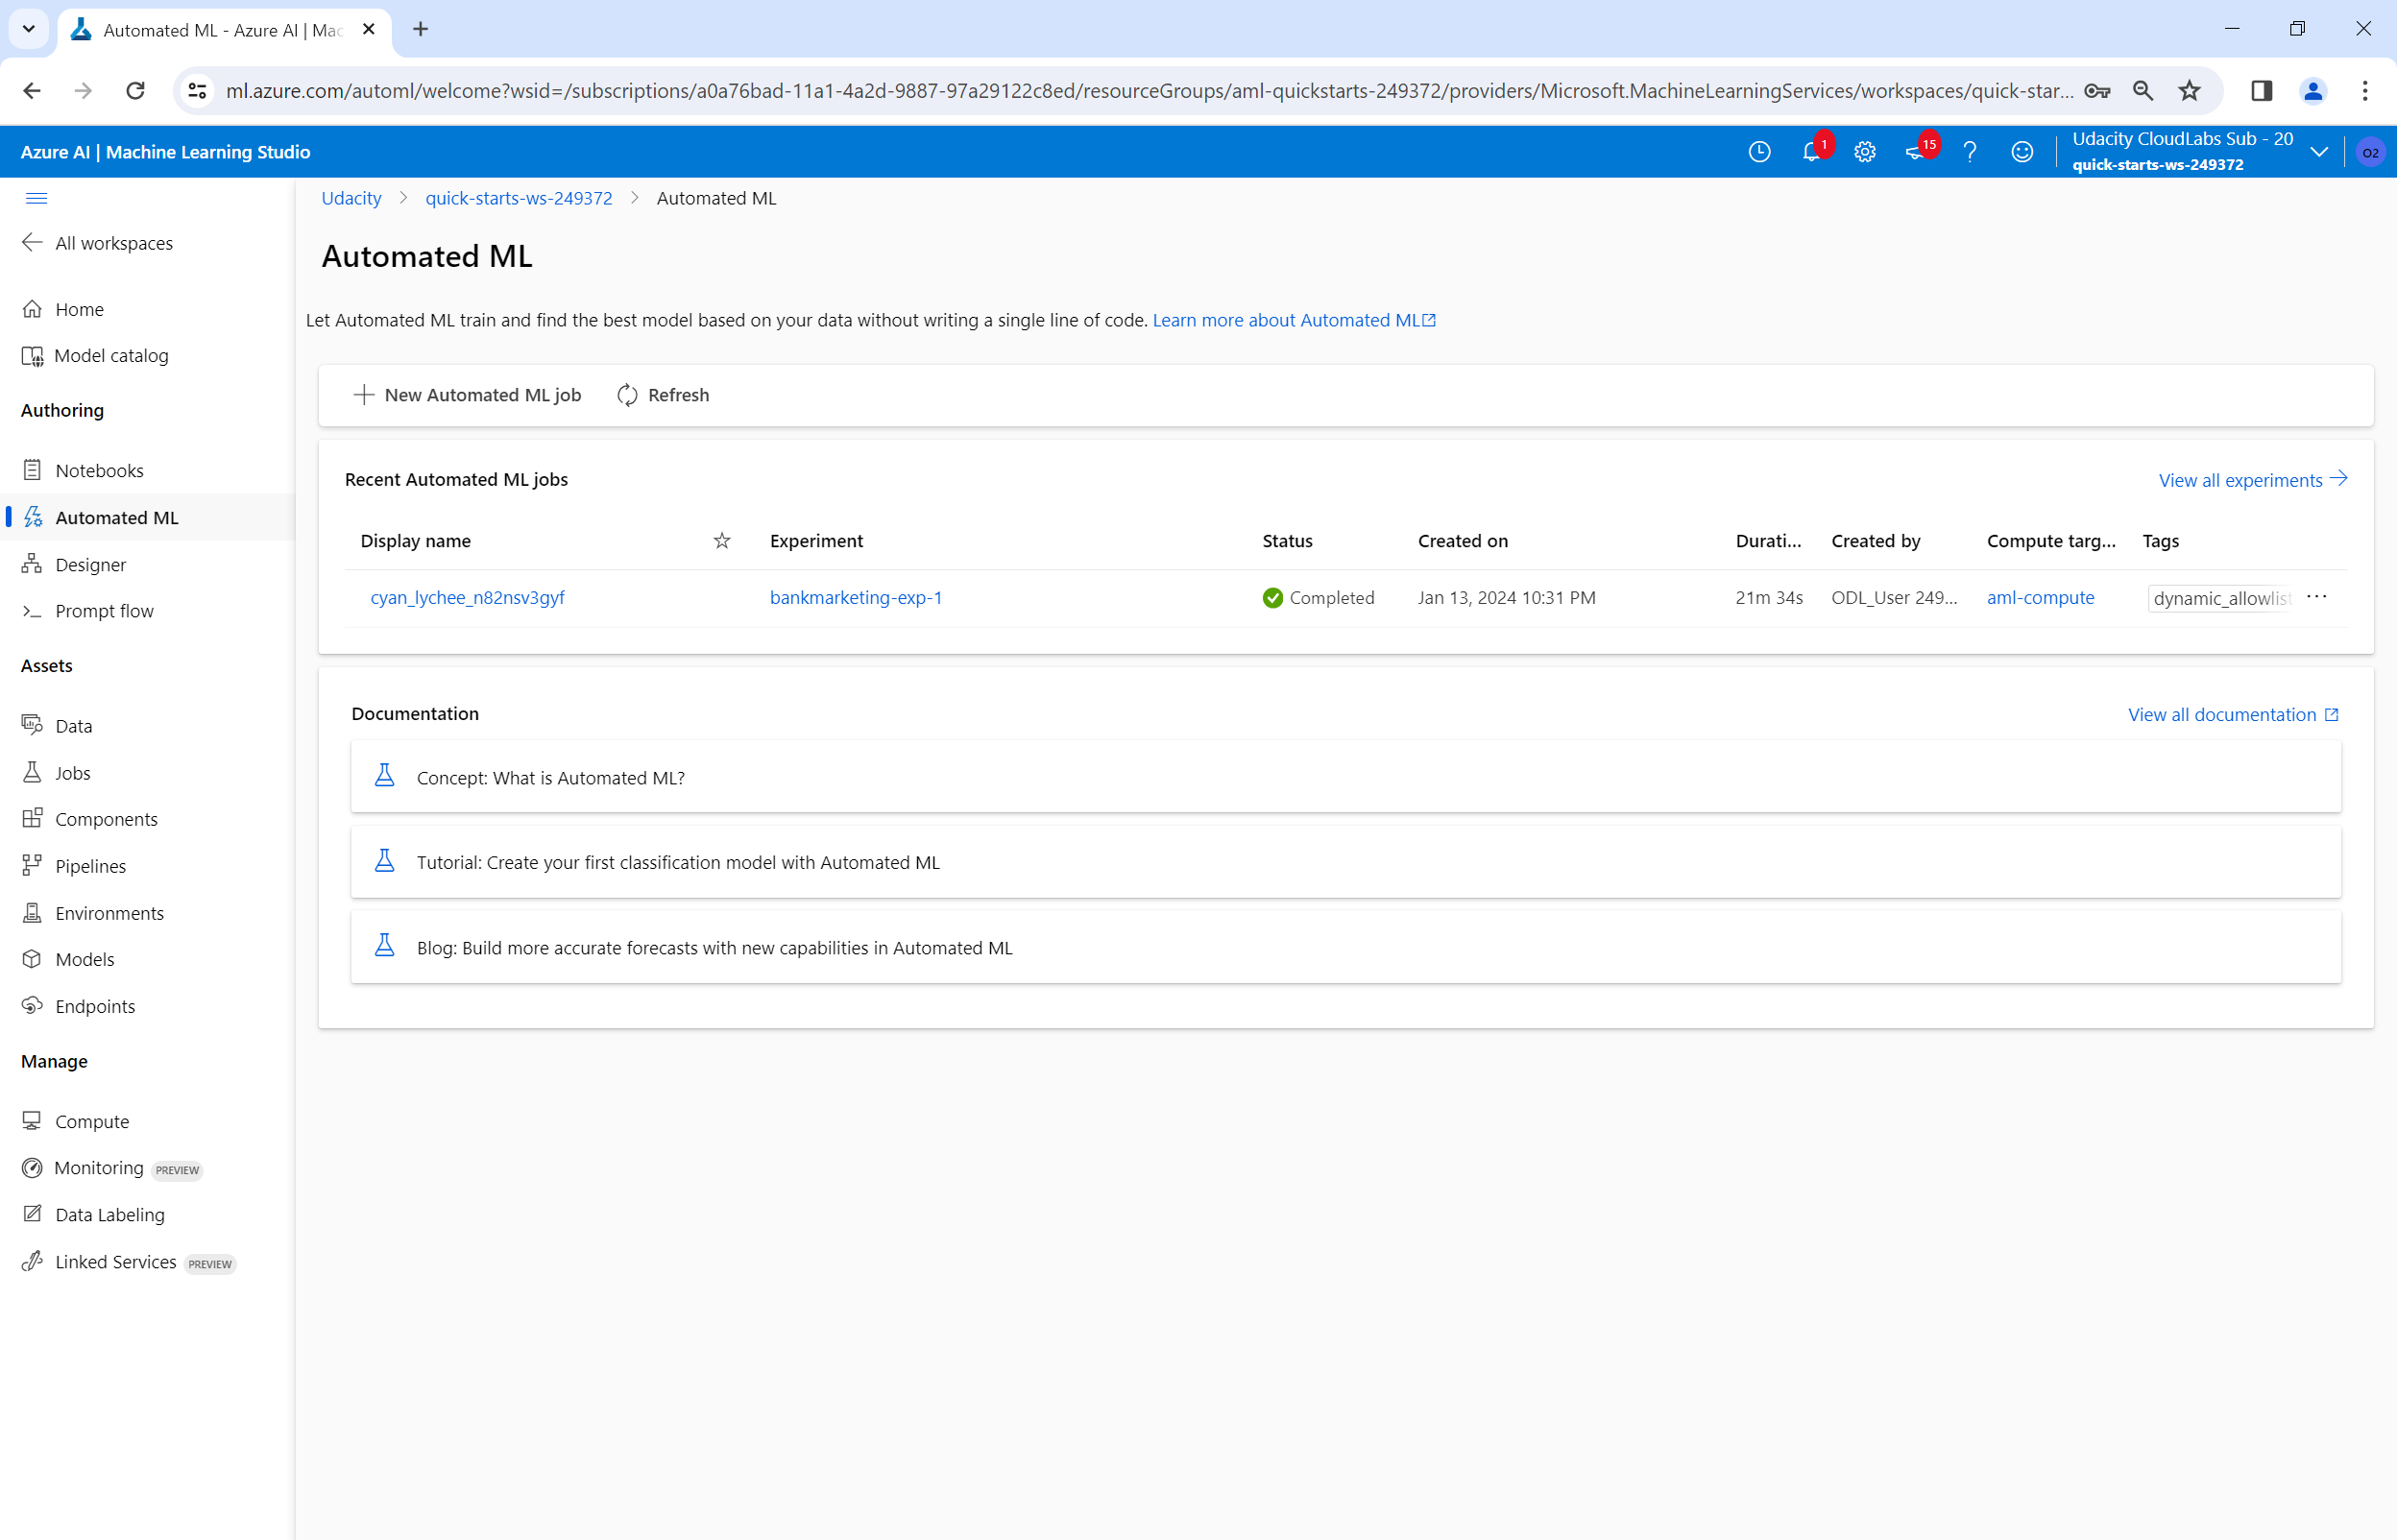 Automated ML - Azure AI | Mac
ml.azure.com/automl/welcome?wsid=/subscriptions/a0a76bad-11a1-4a2d-9887-97a29122c8ed/resourceGroups/aml-quickstarts-249372/providers/Microsoft.MachineLearningServices/workspaces/quick-star...
Azure AI | Machine Learning Studio
1
15
Udacity CloudLabs Sub - 20
quick-starts-ws-249372
O2
All workspaces
Home
Model catalog
Authoring
Notebooks
Automated ML
Designer
Prompt flow
Assets
Data
Jobs
Components
Pipelines
Environments
Models
Endpoints
Manage
Compute
Monitoring PREVIEW
Data Labeling
Linked Services PREVIEW
Udacity > quick-starts-ws-249372 > Automated ML
Automated ML
Let Automated ML train and find the best model based on your data without writing a single line of code. Learn more about Automated ML
New Automated ML job Refresh
Recent Automated ML jobs View all experiments
Display name Experiment Status Created on Durati... Created by Compute targ... Tags
cyan_lychee_n82nsv3gyf bankmarketing-exp-1 Completed Jan 13, 2024 10:31 PM 21m 34s ODL_User 249... aml-compute dynamic_allowlist ...
Documentation View all documentation
Concept: What is Automated ML?
Tutorial: Create your first classification model with Automated ML
Blog: Build more accurate forecasts with new capabilities in Automated ML